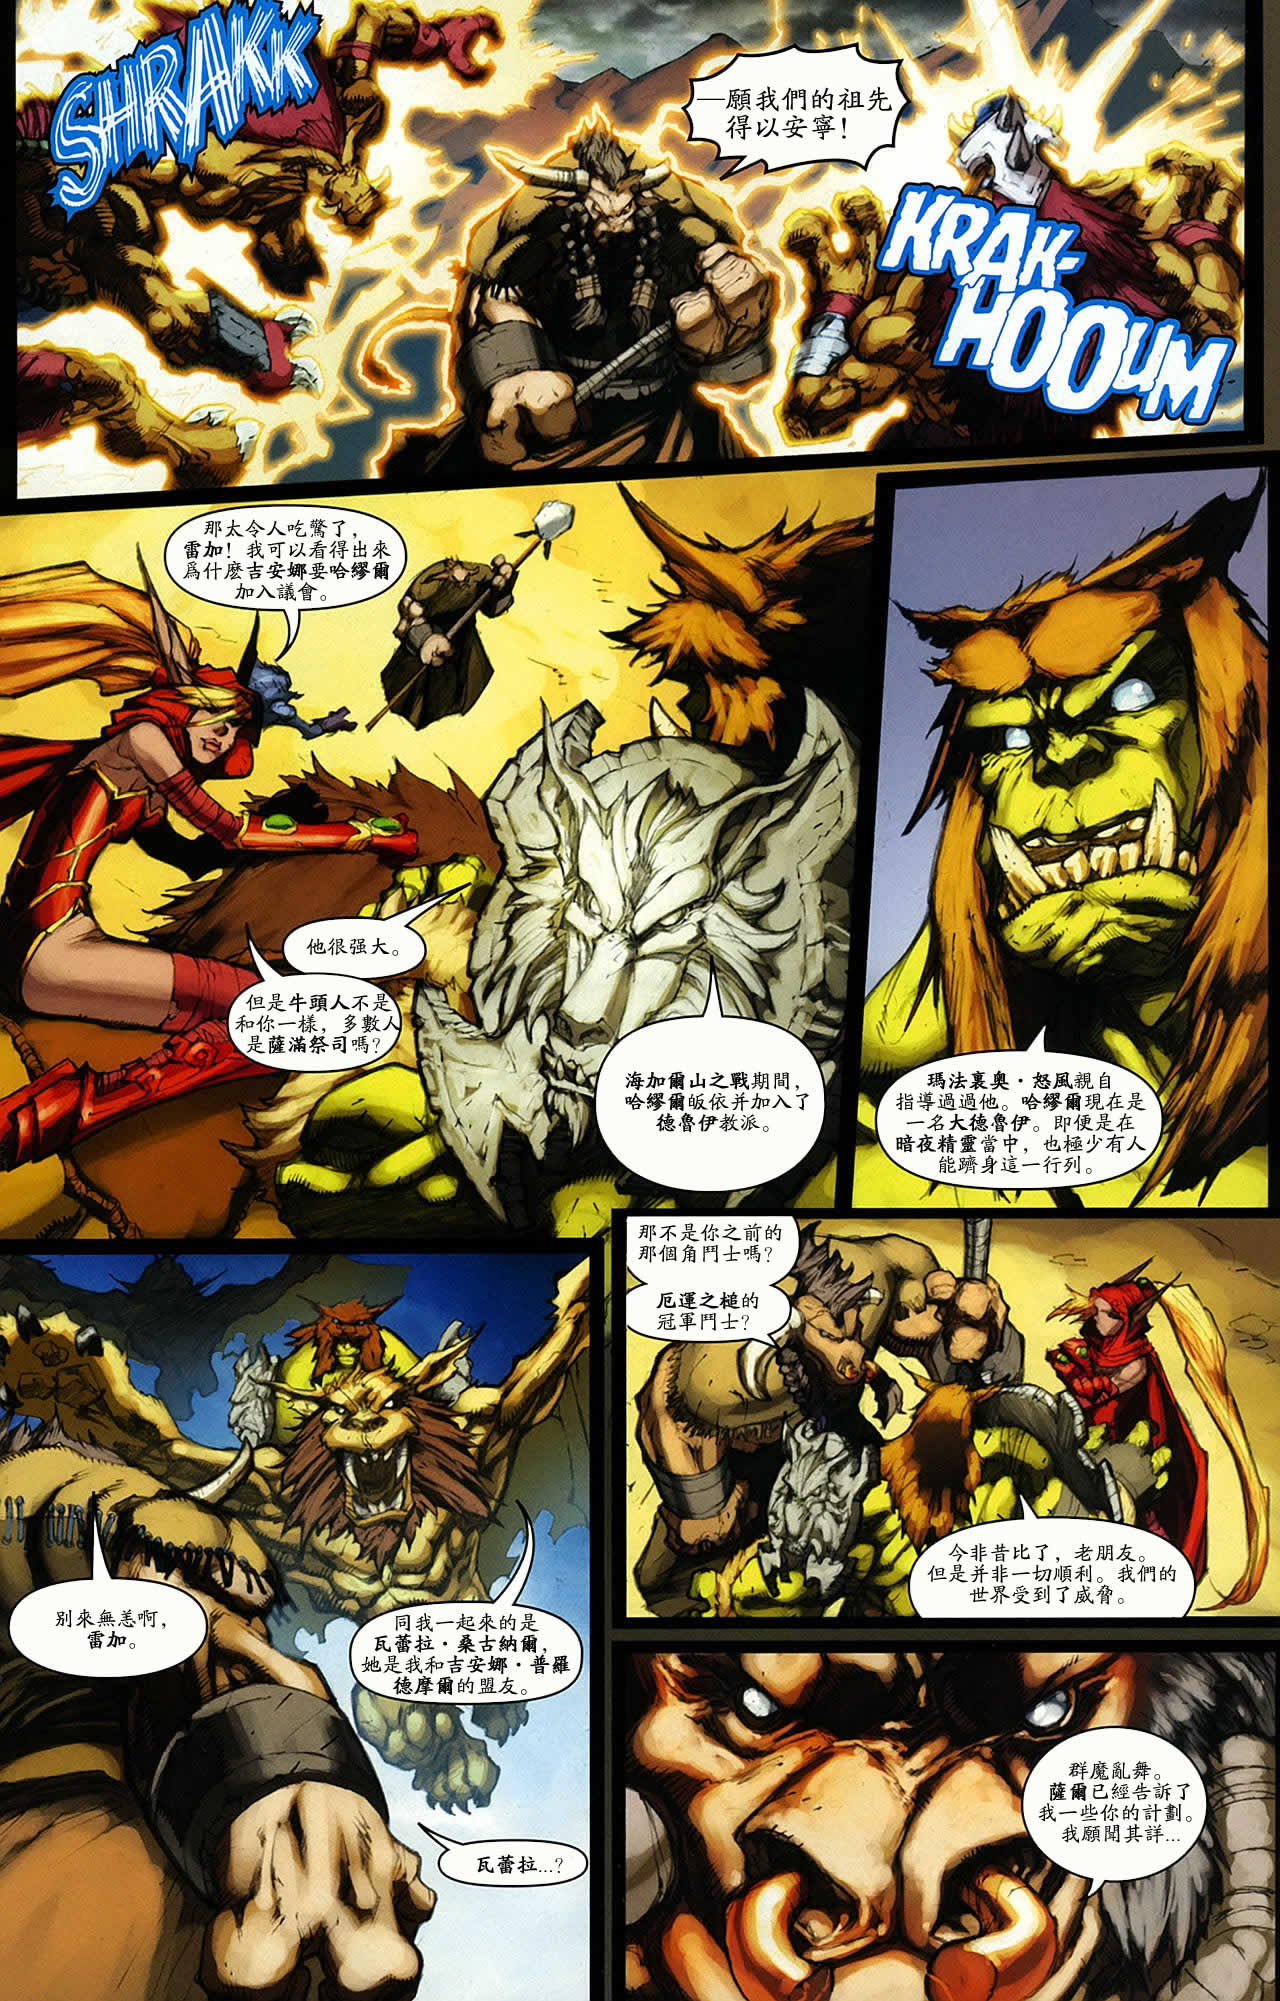 SHRAKK
—願我們的祖先
得以安寧！
KRAK-
HOOUM
那太令人吃驚了，
雷加！我可以看得出來
爲什麽吉安娜要哈繆爾
加入議會。
他很强大。
但是牛頭人不是
和你一樣，多數人
是薩滿祭司嗎？
海加爾山之戰期間，
哈繆爾皈依并加入了
德魯伊教派。
瑪法裏奧·怒風親自
指導過過他。哈繆爾現在是
一名大德魯伊。即便是在
暗夜精靈當中，也極少有人
能躋身這一行列。
别來無恙啊，
雷加。
同我一起來的是
瓦蕾拉·桑古納爾，
她是我和吉安娜·普羅
德摩爾的盟友。
瓦蕾拉...？
那不是你之前的
那個角鬥士嗎？
厄運之槌的
冠軍鬥士？
今非昔比了，老朋友。
但是并非一切順利。我們的
世界受到了威脅。
群魔亂舞。
薩爾已經告訴了
我一些你的計劃。
我願聞其詳...